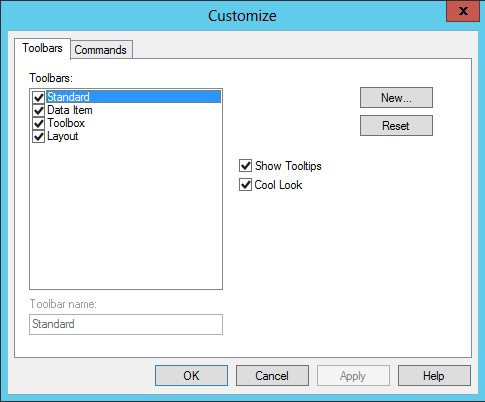 Customize
x
Toolbars Commands
Toolbars:
Standard
Data Item
Toolbox
Layout
New...
Reset
Show Tooltips
Cool Look
Toolbar name:
Standard
OK Cancel Apply Help